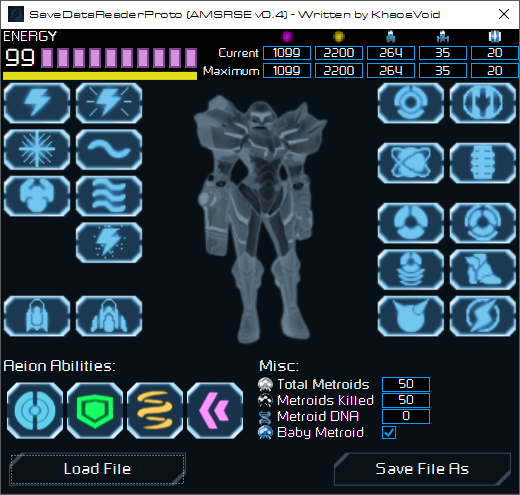 SaveDataReaderProto (AMSRSE v0.4) - Written by KhaosVoid
ENERGY
99
Current 1099 2200 264 35 20
Maximum 1099 2200 264 35 20
Aeion Abilities:
Misc:
Total Metroids 50
Metroids Killed 50
Metroid DNA 0
Baby Metroid
Load File
Save File As